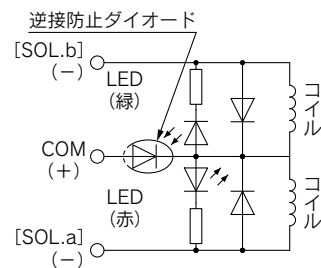 逆接防止ダイオード
[SOL.b]
(−)
LED
(緑)
コイル
COM
(+)
LED
(赤)
コイル
[SOL.a]
(−)